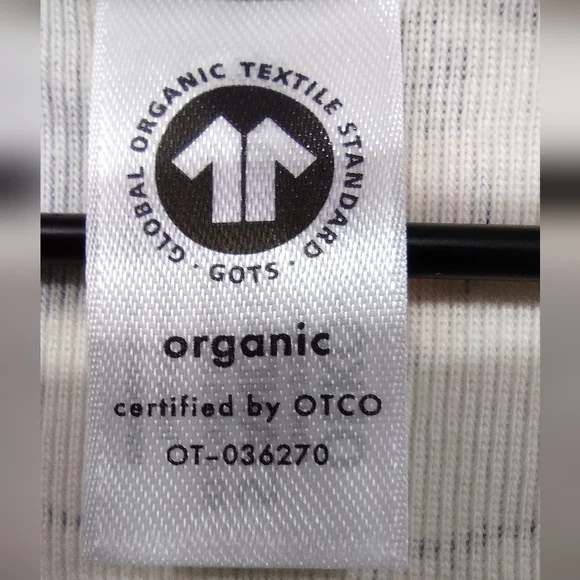 GLOBAL ORGANIC TEXTILE STANDARD
· GOTS ·
organic
certified by OTCO
OT-036270